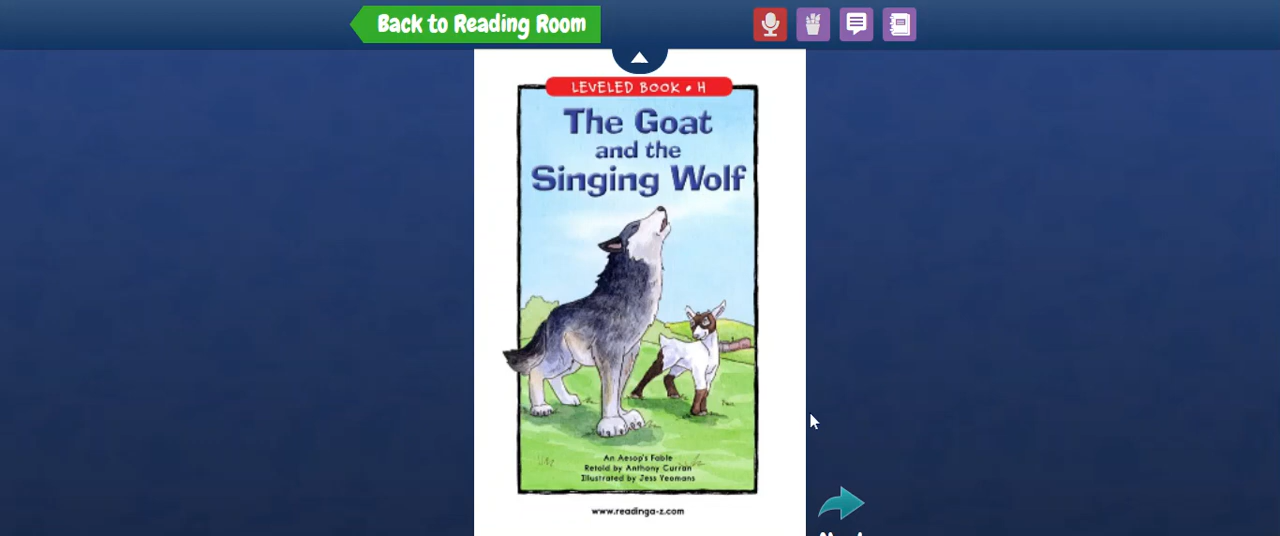 Back to Reading Room
LEVELED BOOK • H
The Goat
and the
Singing Wolf
An Aesop's Fable
Retold by Anthony Curran
Illustrated by Jess Yeomans
www.readinga-z.com